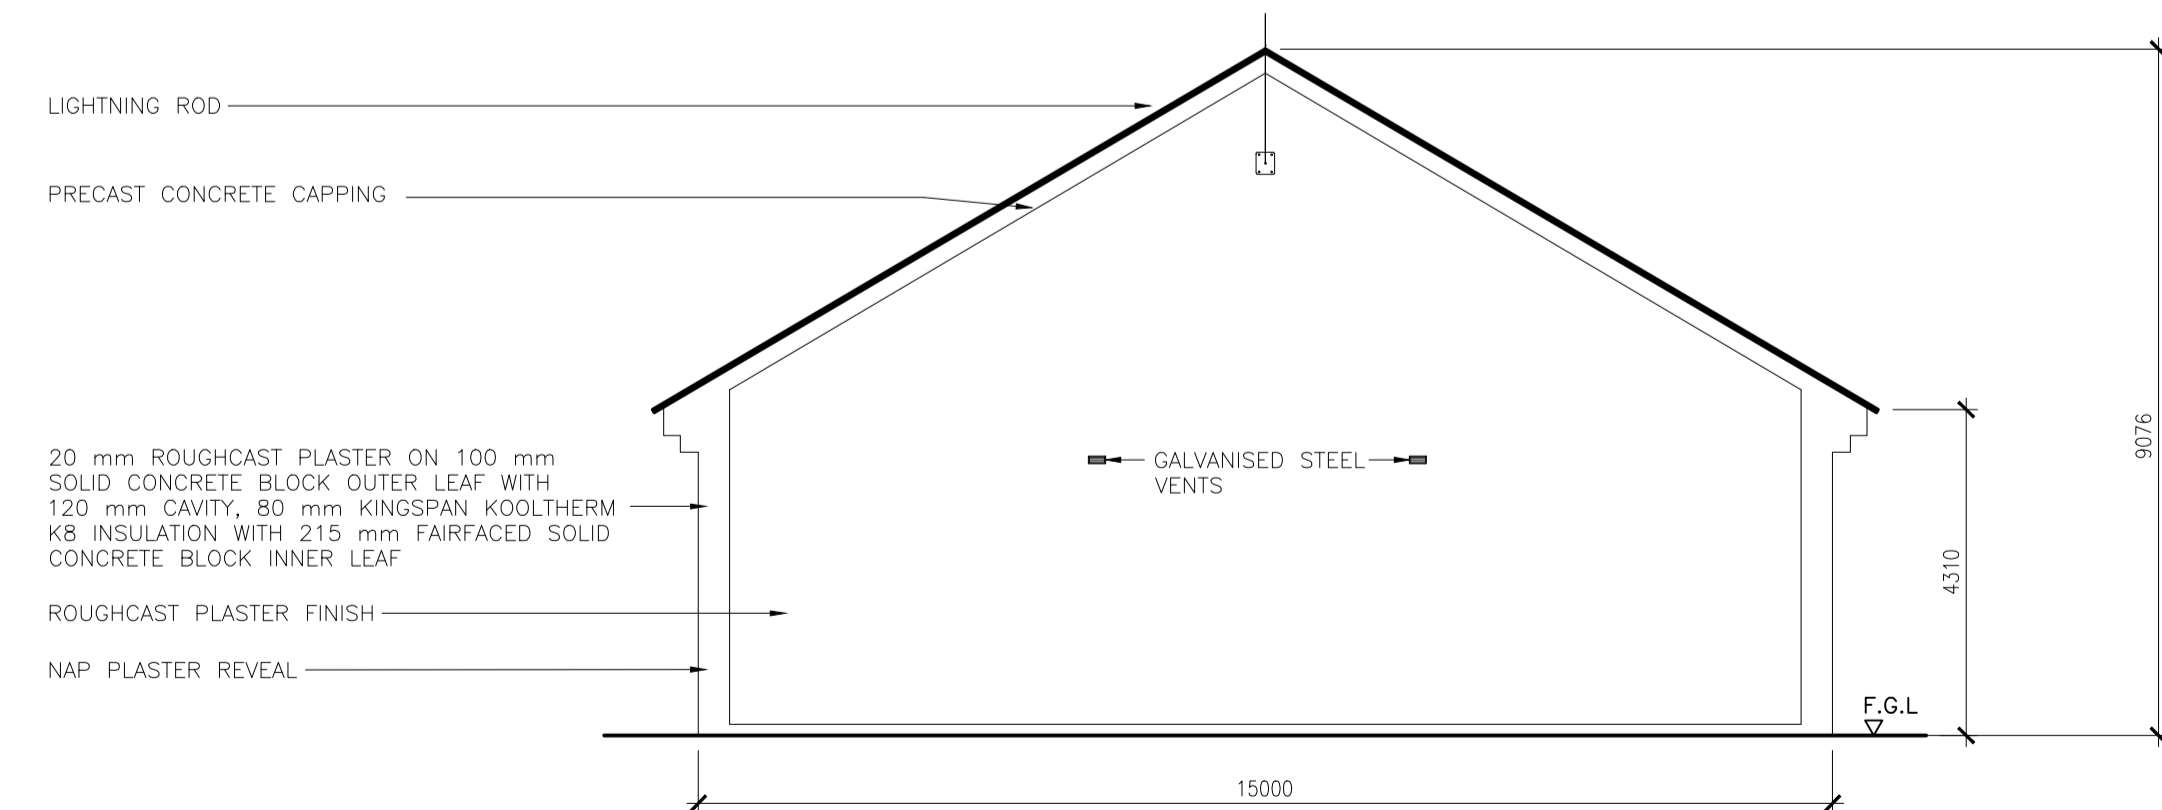 LIGHTNING ROD
PRECAST CONCRETE CAPPING
20 mm ROUGHCAST PLASTER ON 100 mm
SOLID CONCRETE BLOCK OUTER LEAF WITH
120 mm CAVITY, 80 mm KINGSPAN KOOLTHERM
K8 INSULATION WITH 215 mm FAIRFACED SOLID
CONCRETE BLOCK INNER LEAF
ROUGHCAST PLASTER FINISH
NAP PLASTER REVEAL
GALVANISED STEEL
VENTS
F.G.L
4310
9076
15000